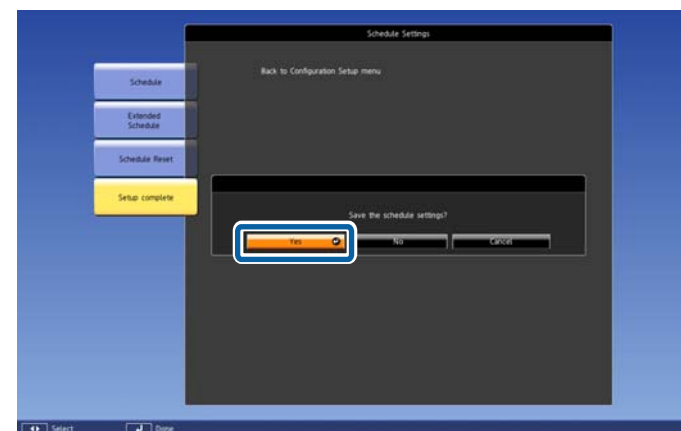 Schedule Settings
Schedule
Back to Configuration Setup menu
Extended
Schedule
Schedule Reset
Setup complete
Save the schedule settings?
Yes No Cancel
Select Done